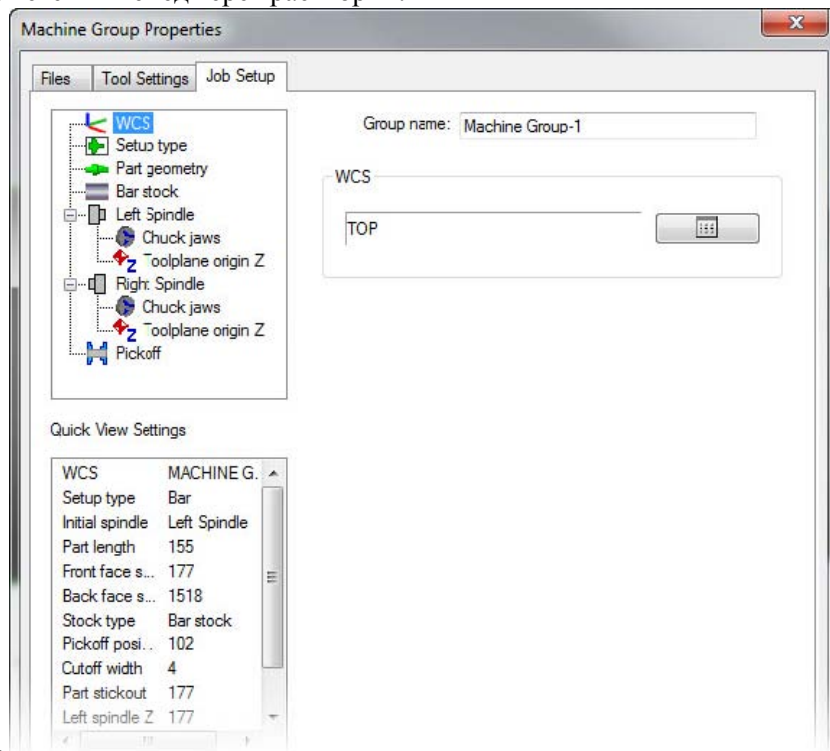 Machine Group Properties
Files Tool Settings Job Setup
WCS
Setup type
Part geometry
Bar stock
Left Spindle
Chuck jaws
Toolplane origin Z
Right Spindle
Chuck jaws
Toolplane origin Z
Pickoff
Group name: Machine Group-1
WCS
TOP
Quick View Settings
WCS MACHINE G.
Setup type Bar
Initial spindle Left Spindle
Part length 155
Front face s... 177
Back face s... 1518
Stock type Bar stock
Pickoff posi... 102
Cutoff width 4
Part stickout 177
Left spindle Z 177